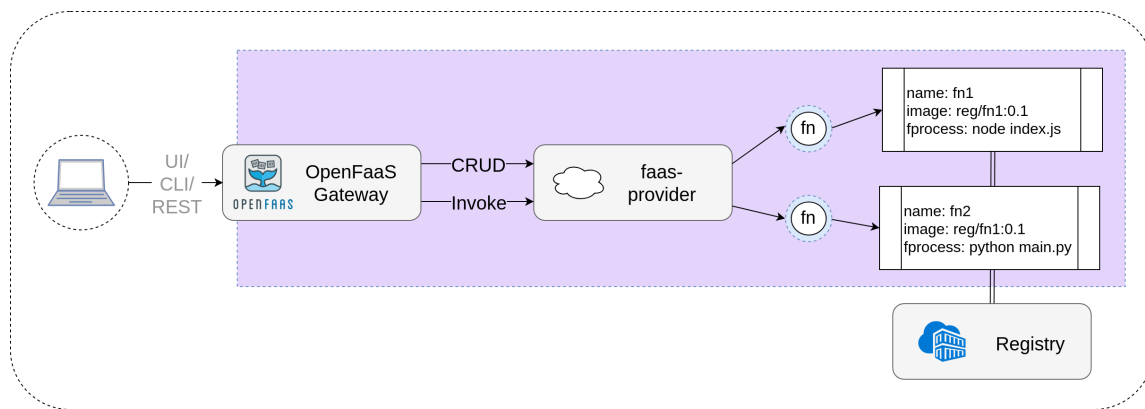 UI/
CLI/
REST
OPENFAAS
OpenFaaS
Gateway
CRUD
Invoke
faas-
provider
fn
fn
name: fn1
image: reg/fn1:0.1
fprocess: node index.js
name: fn2
image: reg/fn1:0.1
fprocess: python main.py
Registry